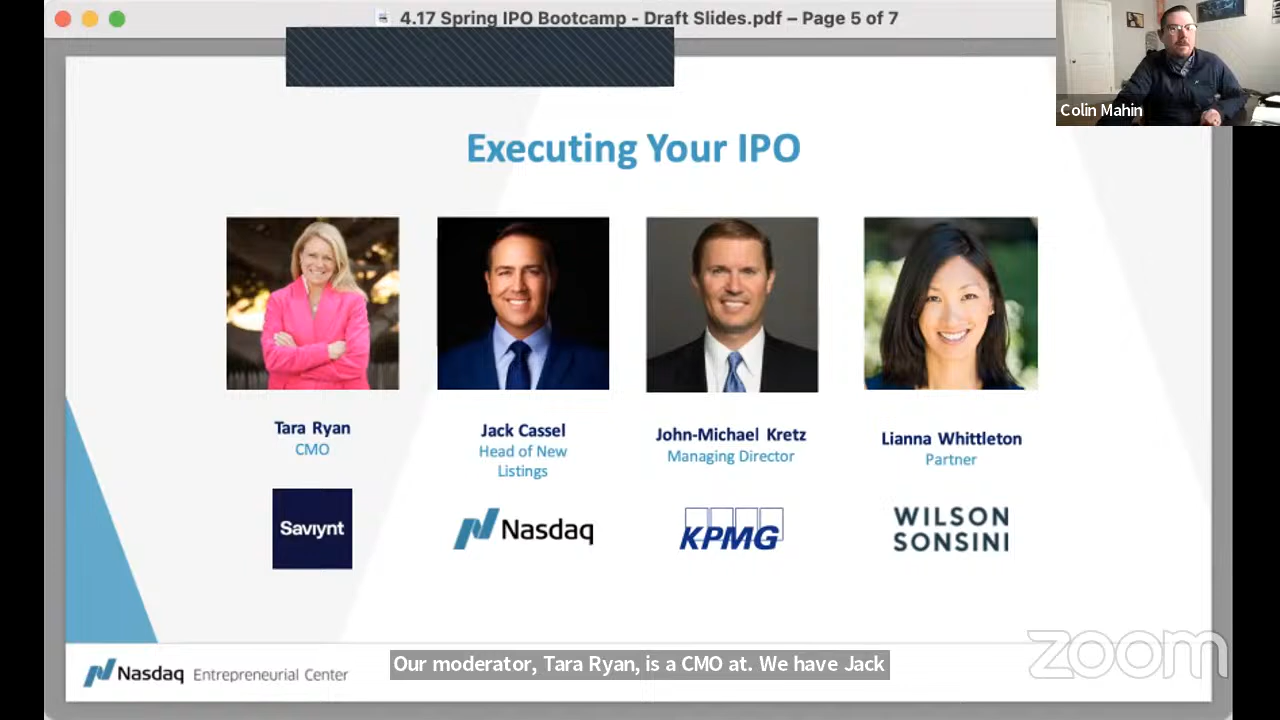 4.17 Spring IPO Bootcamp - Draft Slides.pdf – Page 5 of 7
Colin Mahin
Executing Your IPO
Tara Ryan
CMO
Saviynt
Jack Cassel
Head of New
Listings
Nasdaq
John-Michael Kretz
Managing Director
KPMG
Lianna Whittleton
Partner
WILSON
SONSINI
Nasdaq Entrepreneurial Center
Our moderator, Tara Ryan, is a CMO at. We have Jack
zoom